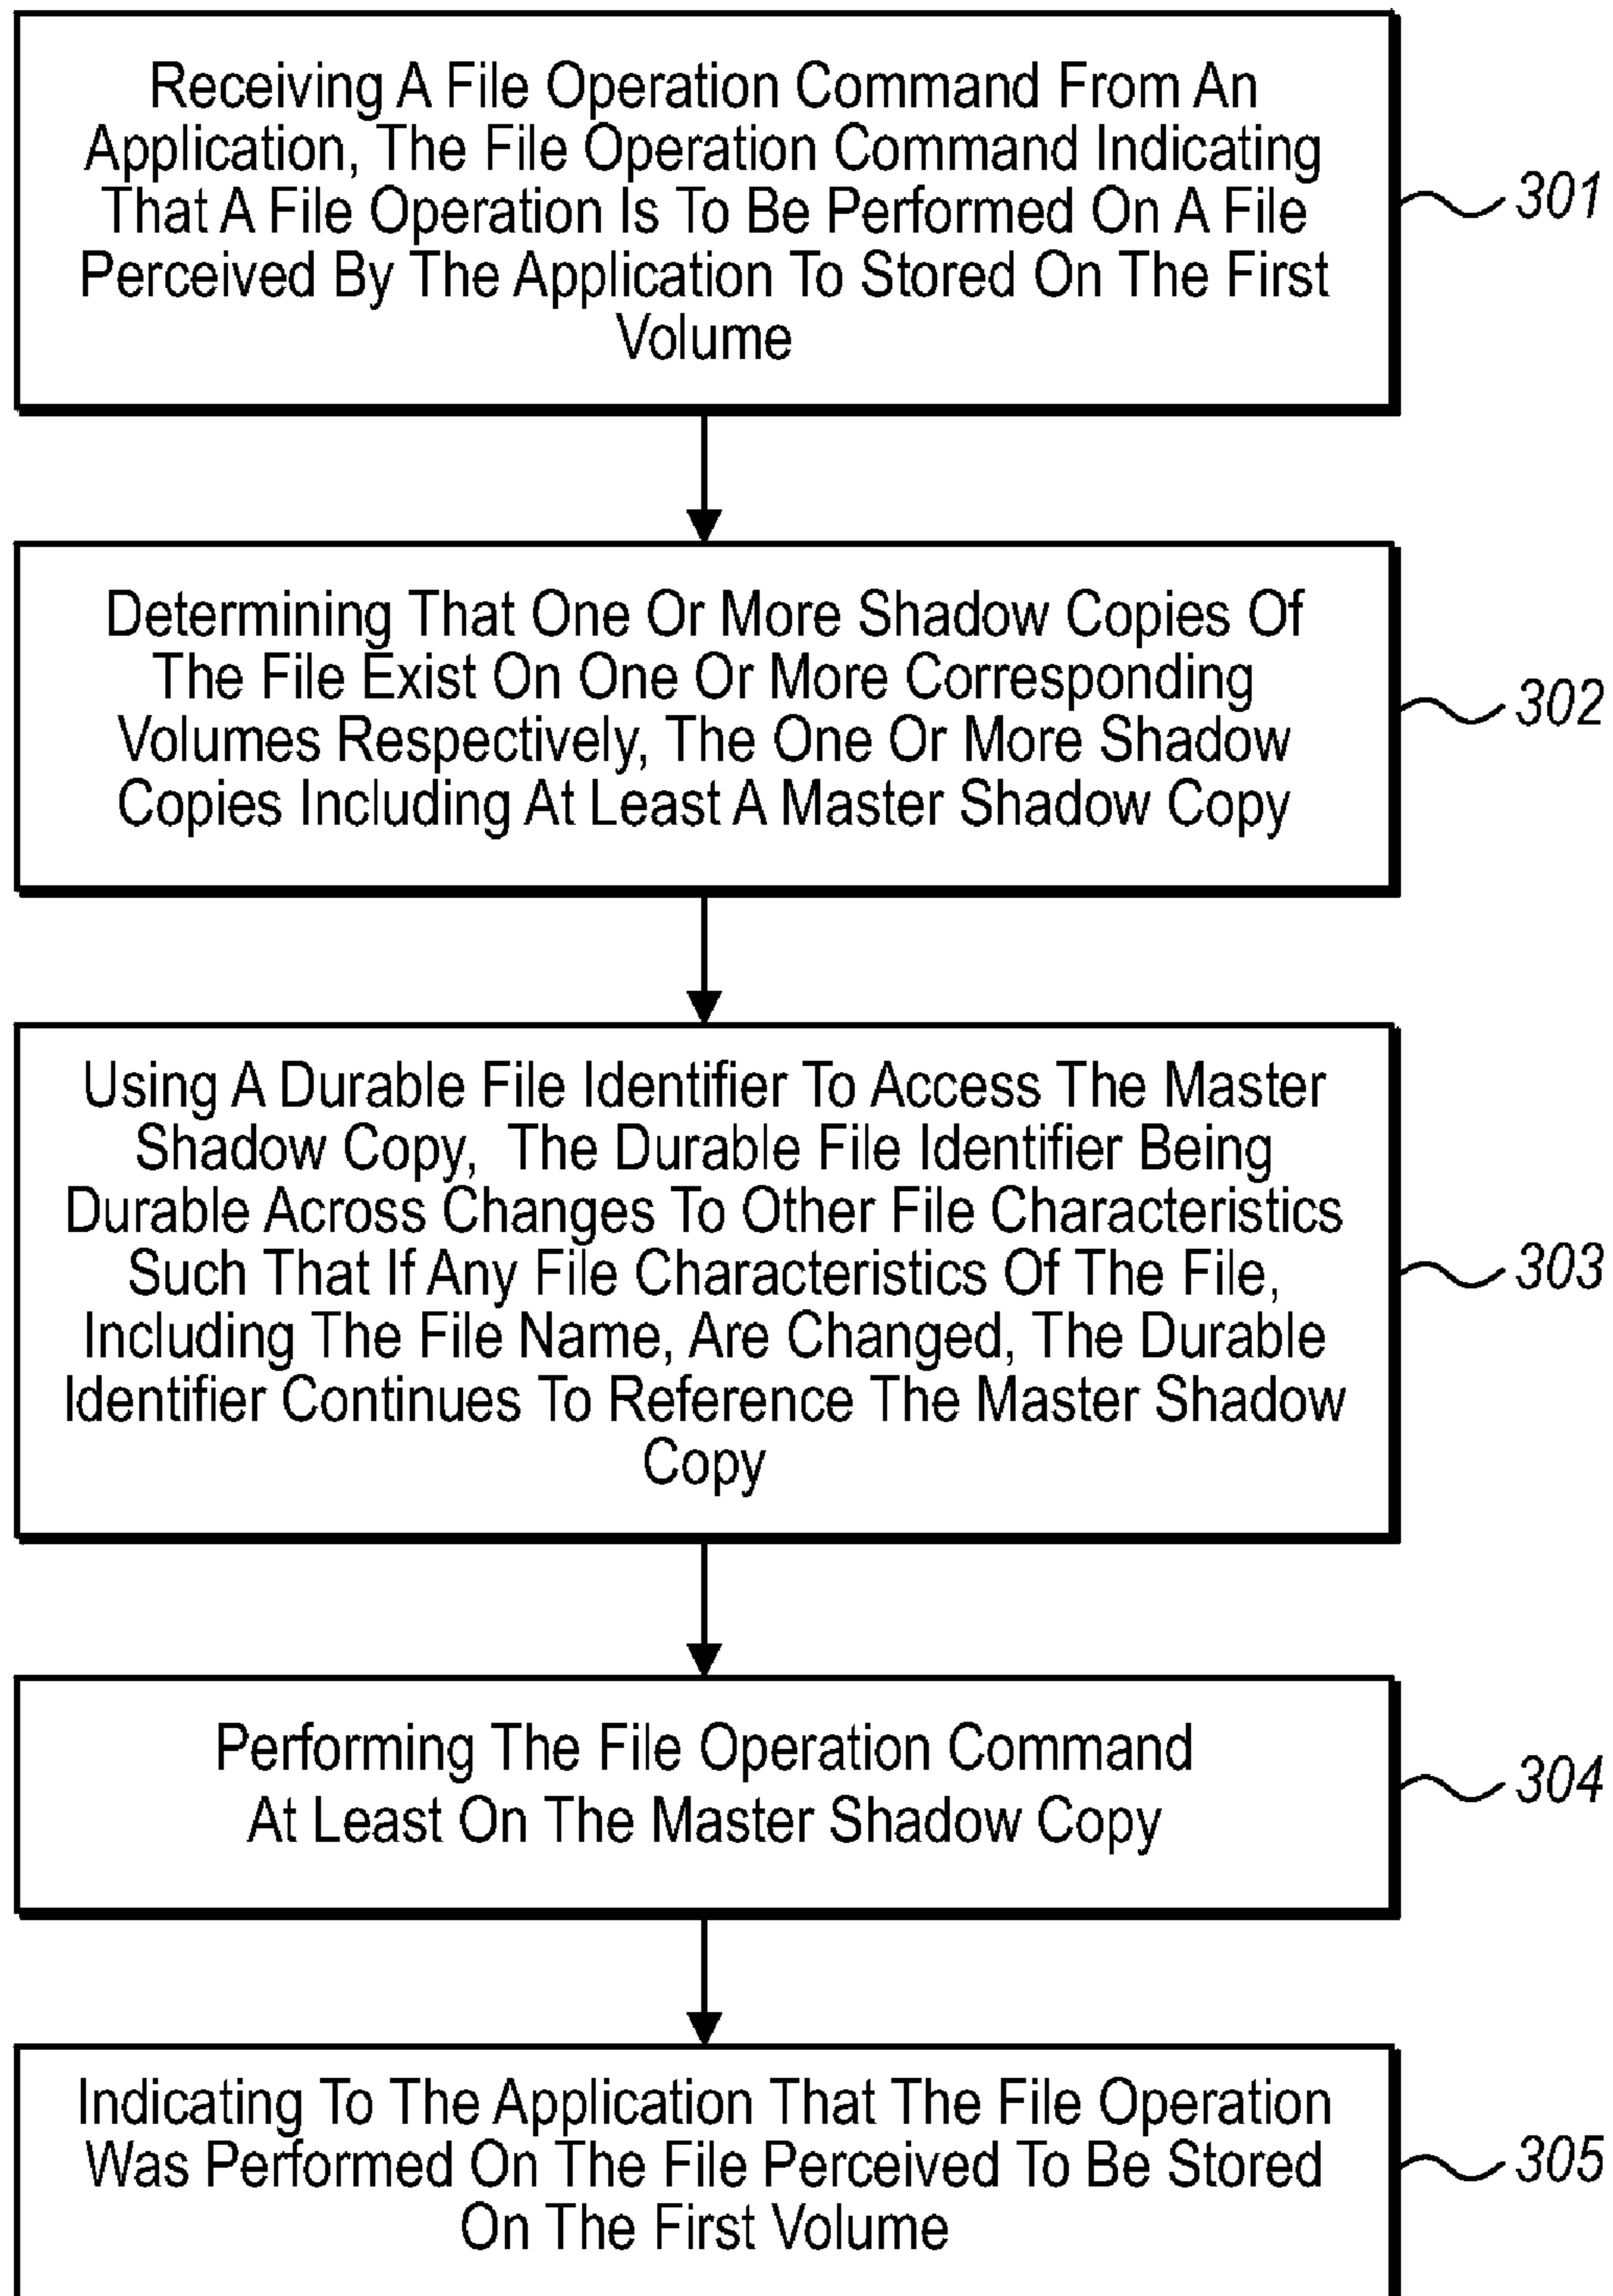 Receiving A File Operation Command From An
Application, The File Operation Command Indicating
That A File Operation Is To Be Performed On A File
Perceived By The Application To Stored On The First
Volume
301
Determining That One Or More Shadow Copies Of
The File Exist On One Or More Corresponding
Volumes Respectively, The One Or More Shadow
Copies Including At Least A Master Shadow Copy
302
Using A Durable File Identifier To Access The Master
Shadow Copy, The Durable File Identifier Being
Durable Across Changes To Other File Characteristics
Such That If Any File Characteristics Of The File,
Including The File Name, Are Changed, The Durable
Identifier Continues To Reference The Master Shadow
Copy
303
Performing The File Operation Command
At Least On The Master Shadow Copy
304
Indicating To The Application That The File Operation
Was Performed On The File Perceived To Be Stored
On The First Volume
305